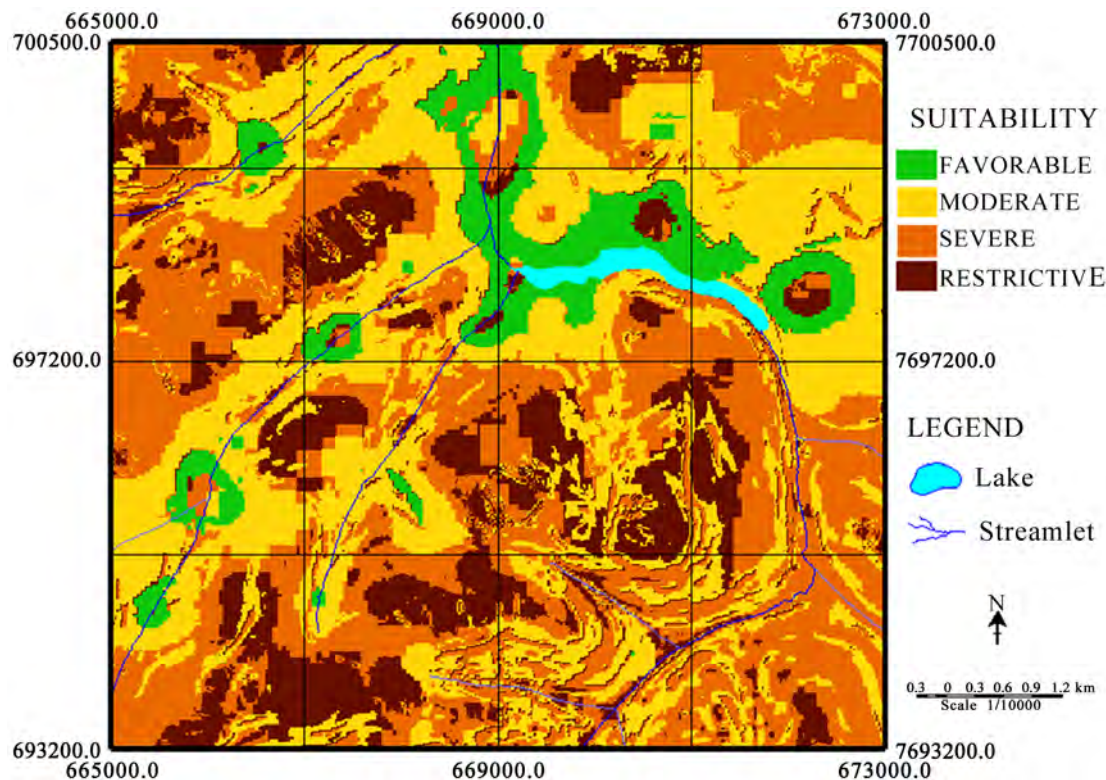 665000.0 669000.0 673000.0
700500.0 7700500.0
SUITABILITY
FAVORABLE
MODERATE
SEVERE
RESTRICTIVE
697200.0 7697200.0
LEGEND
Lake
Streamlet
N
0.3 0 0.3 0.6 0.9 1.2 km
Scale 1/10000
693200.0 7693200.0
665000.0 669000.0 673000.0